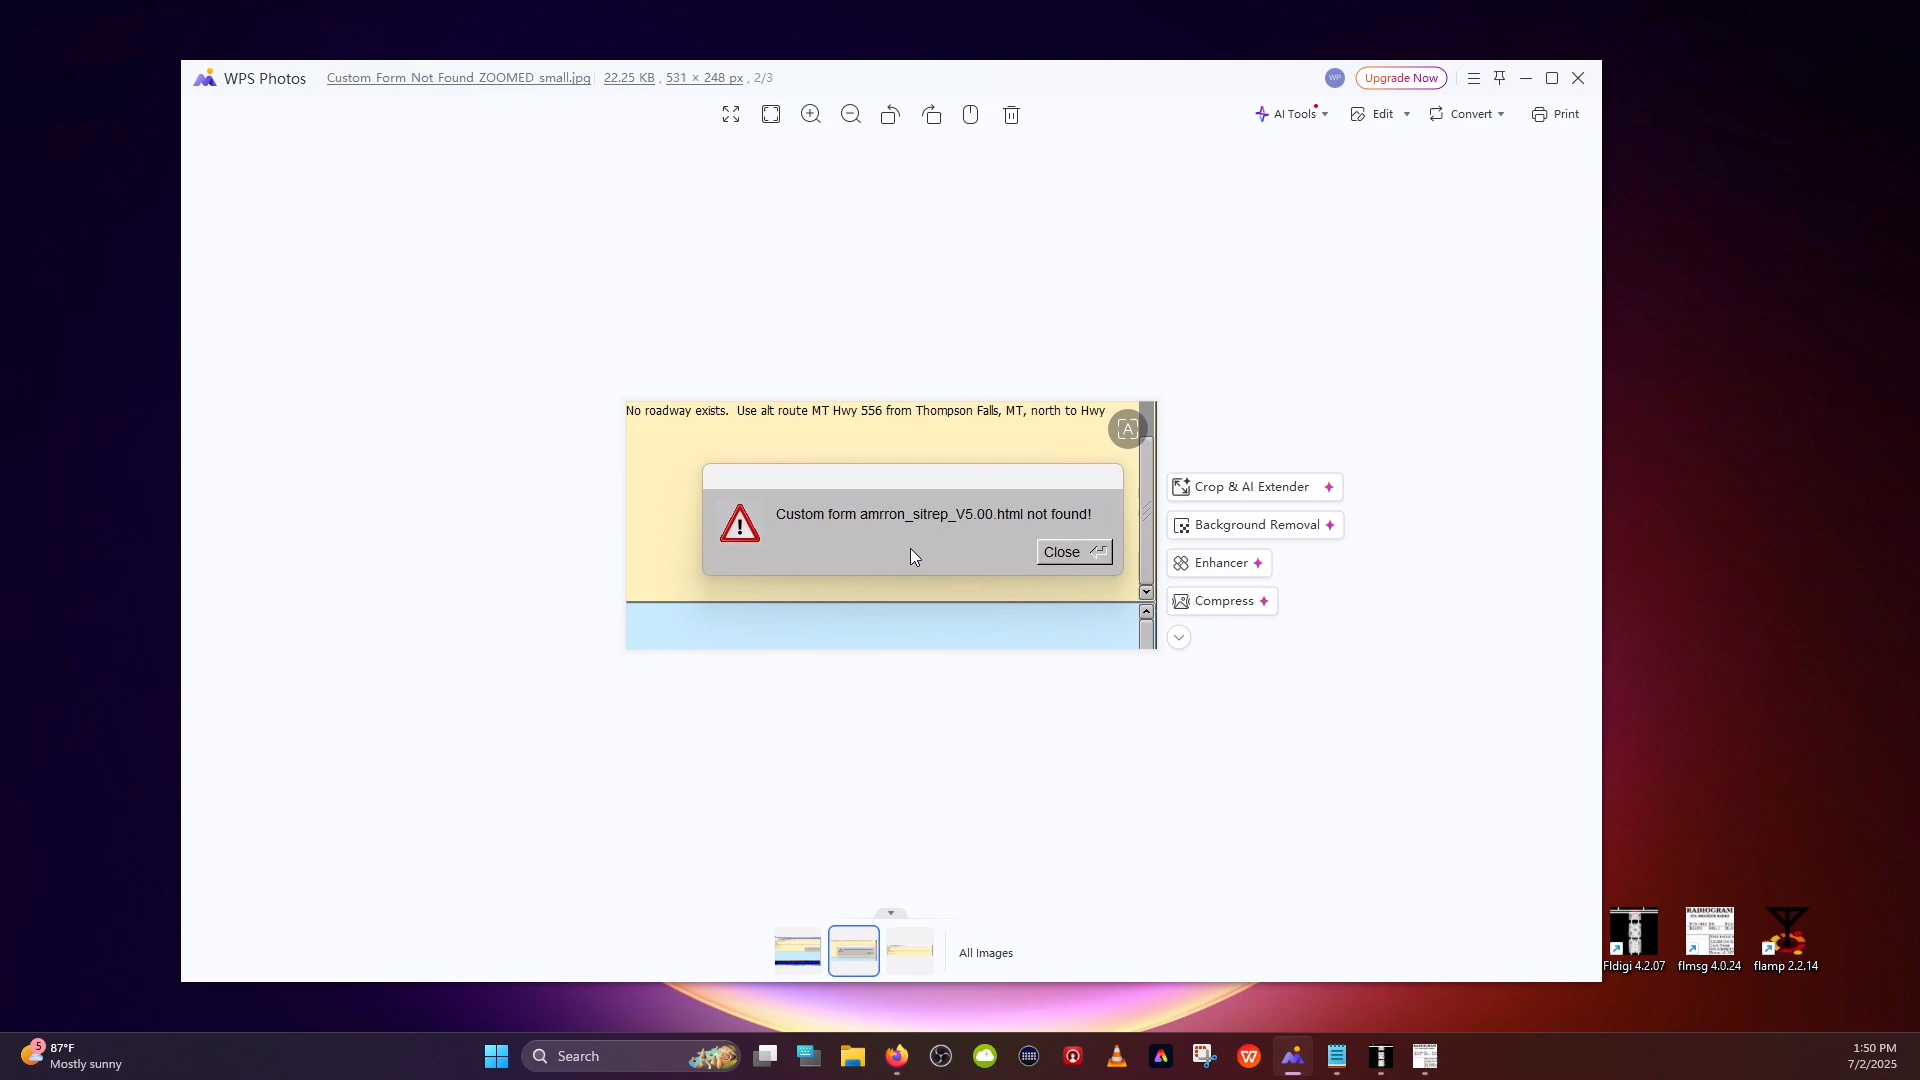 WPS Photos
Custom Form Not Found ZOOMED small.jpg
22.25 KB , 531 × 248 px , 2/3
WP
Upgrade Now
AI Tools
Edit
Convert
Print
No roadway exists. Use alt route MT Hwy 556 from Thompson Falls, MT, north to Hwy
A
Custom form amrron_sitrep_V5.00.html not found!
Close
Crop & AI Extender
Background Removal
Enhancer
Compress
All Images
RADIOGRAM
Fldigi 4.2.07
flmsg 4.0.24
flamp 2.2.14
5
87°F
Mostly sunny
Search
1:50 PM
7/2/2025